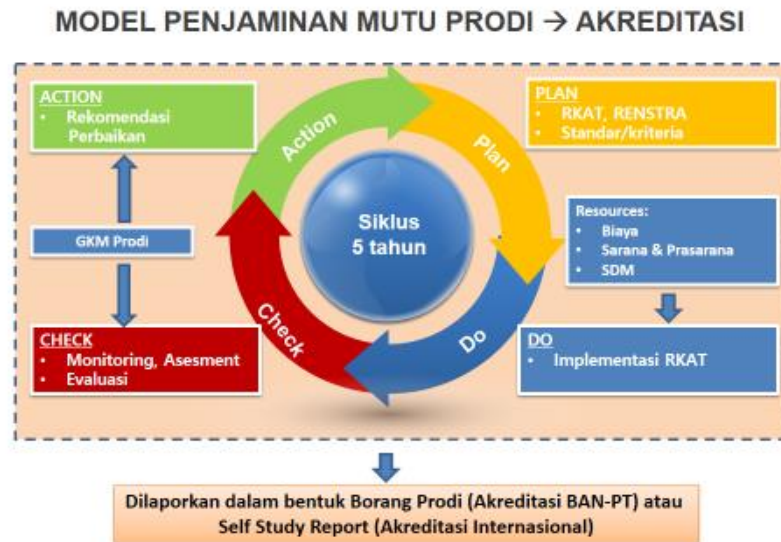 MODEL PENJAMINAN MUTU PRODI → AKREDITASI
ACTION
• Rekomendasi
Perbaikan
PLAN
• RKAT, RENSTRA
• Standar/kriteria
Action
Plan
Siklus
5 tahun
Check
Do
GKM Prodi
Resources:
• Biaya
• Sarana & Prasarana
• SDM
CHECK
• Monitoring, Asesment
• Evaluasi
DO
• Implementasi RKAT
Dilaporkan dalam bentuk Borang Prodi (Akreditasi BAN-PT) atau
Self Study Report (Akreditasi Internasional)